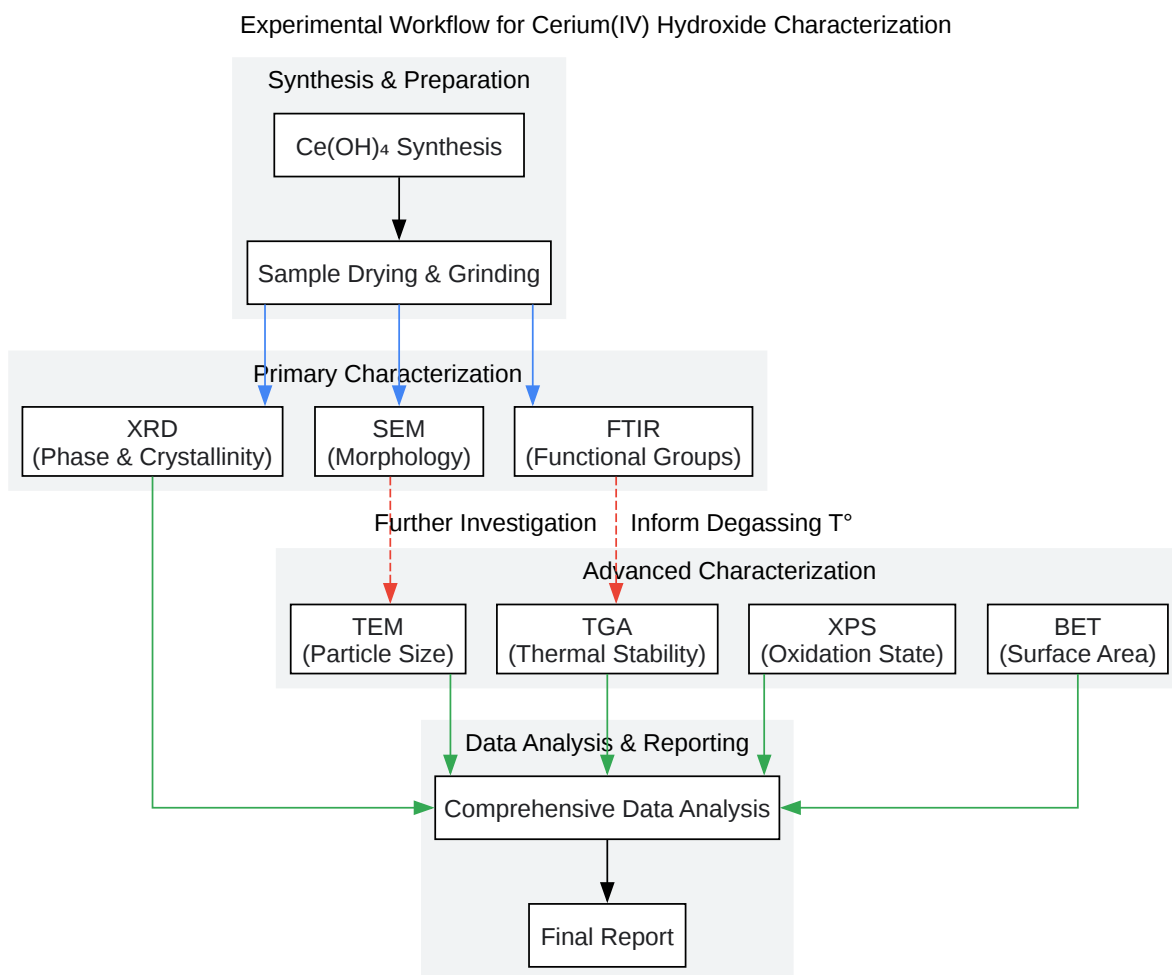 Experimental Workflow for Cerium(IV) Hydroxide Characterization
Synthesis & Preparation
Ce(OH)₄ Synthesis
Sample Drying & Grinding
Primary Characterization
XRD
(Phase & Crystallinity)
SEM
(Morphology)
FTIR
(Functional Groups)
Further Investigation
Inform Degassing T°
Advanced Characterization
TEM
(Particle Size)
TGA
(Thermal Stability)
XPS
(Oxidation State)
BET
(Surface Area)
Data Analysis & Reporting
Comprehensive Data Analysis
Final Report